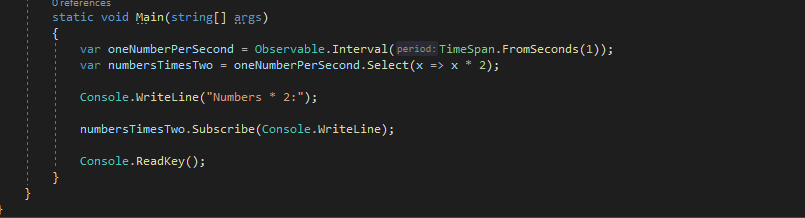 0 references
static void Main(string[] args)
{
var oneNumberPerSecond = Observable.Interval(period:TimeSpan.FromSeconds(1));
var numbersTimesTwo = oneNumberPerSecond.Select(x => x * 2);
Console.WriteLine("Numbers * 2:");
numbersTimesTwo.Subscribe(Console.WriteLine);
Console.ReadKey();
}
}
}